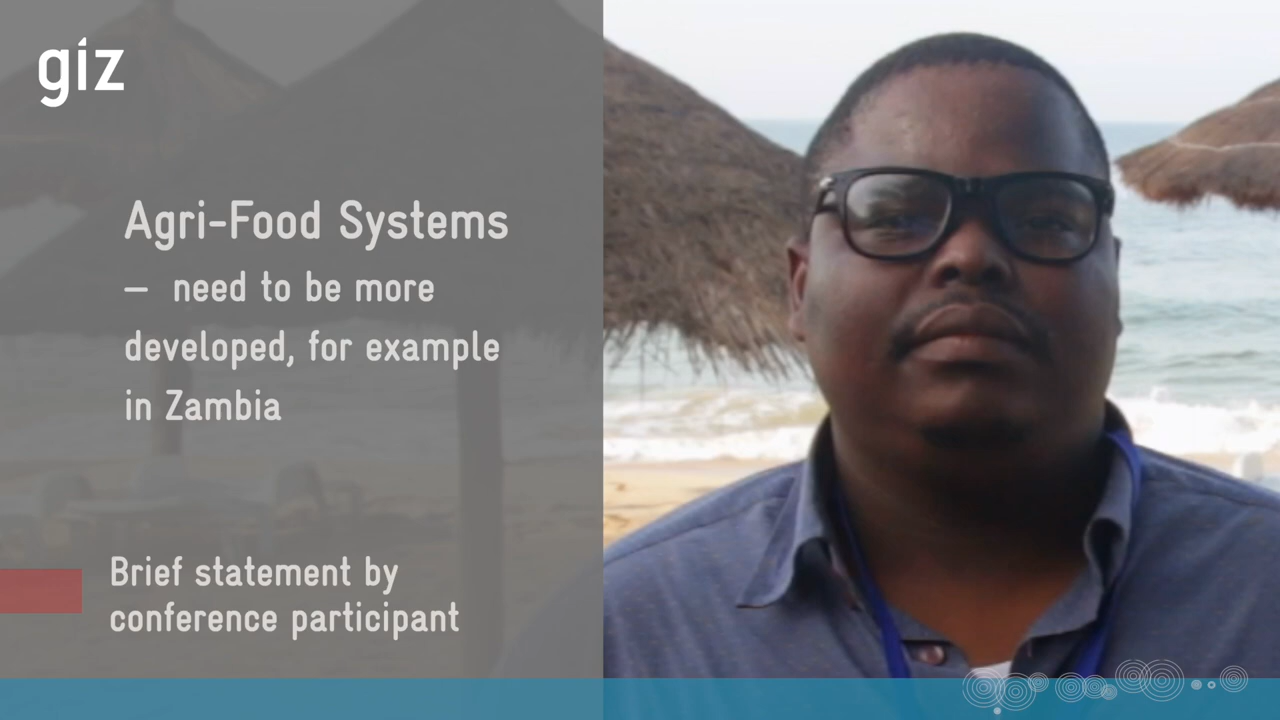 giz
Agri-Food Systems
– need to be more
developed, for example
in Zambia
Brief statement by
conference participant